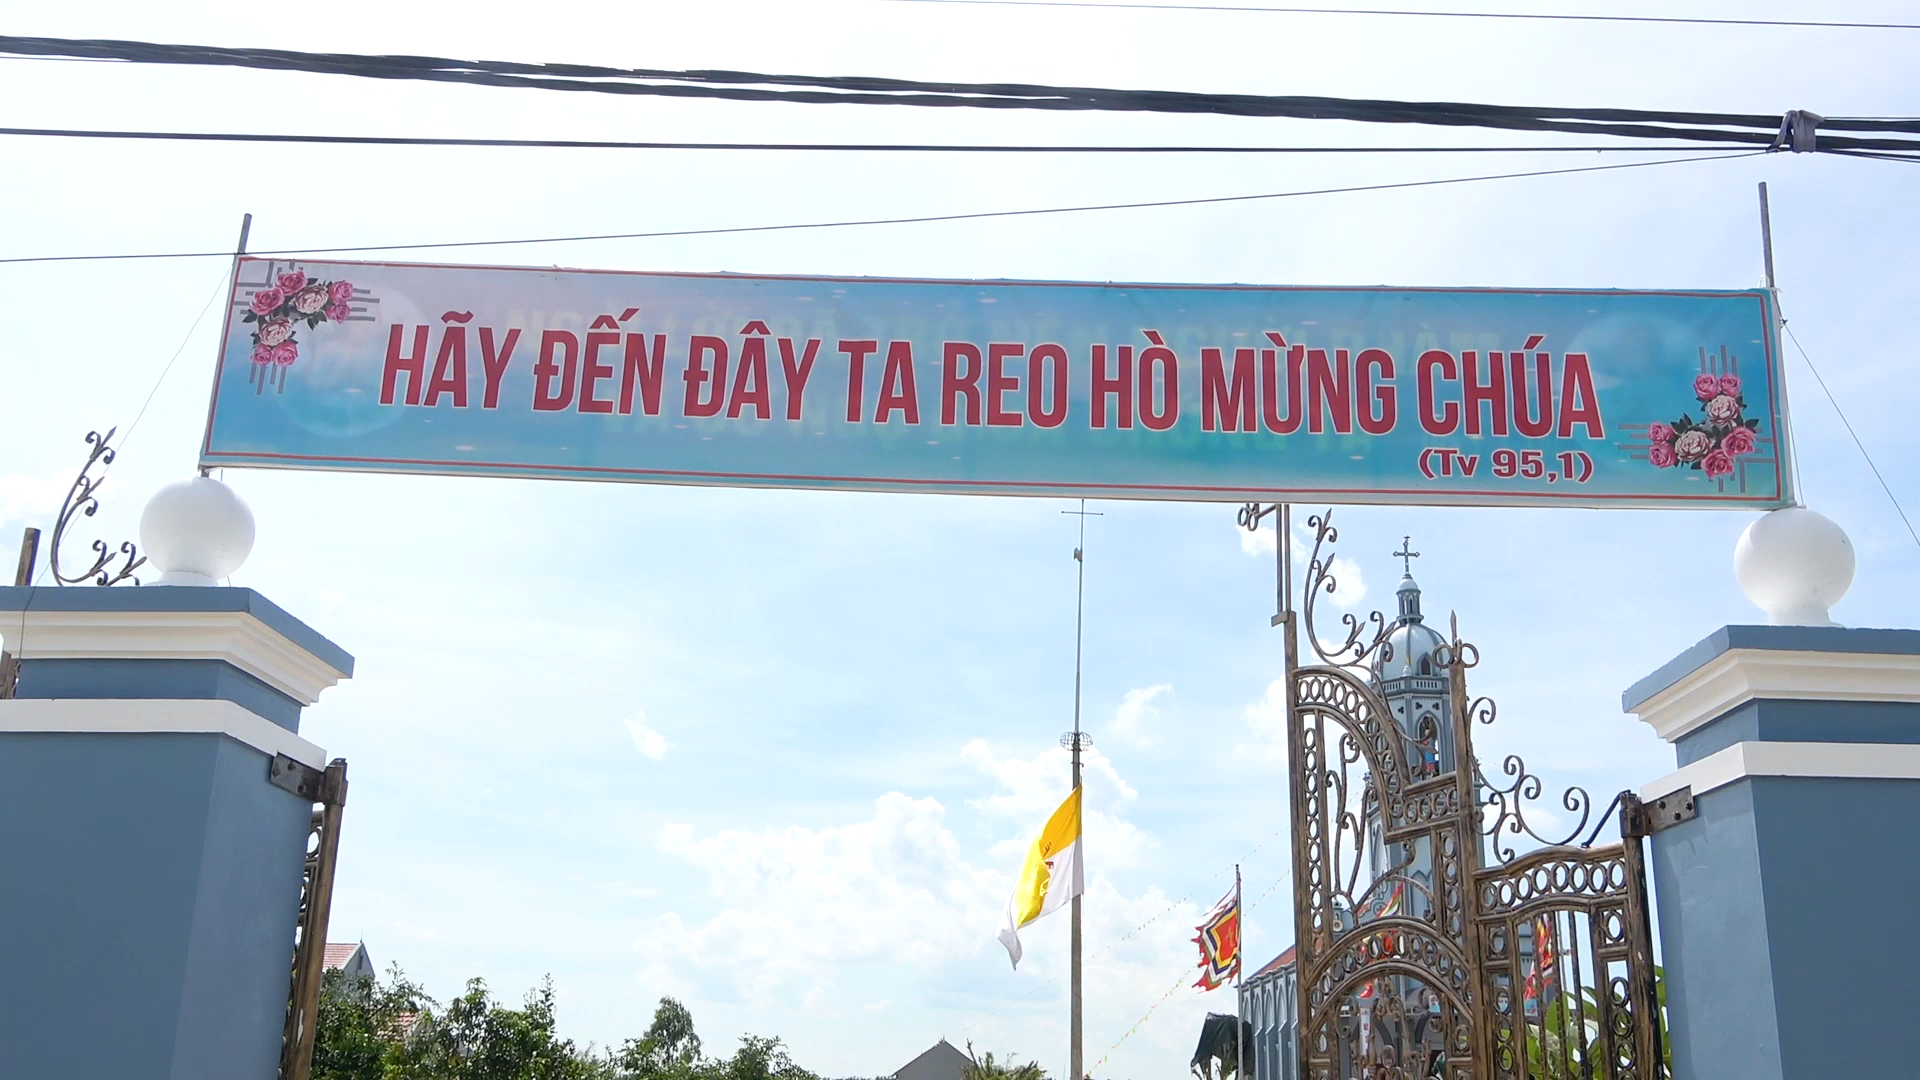 HÃY ĐẾN ĐÂY TA REO HÒ MỪNG CHÚA
(Tv 95,1)